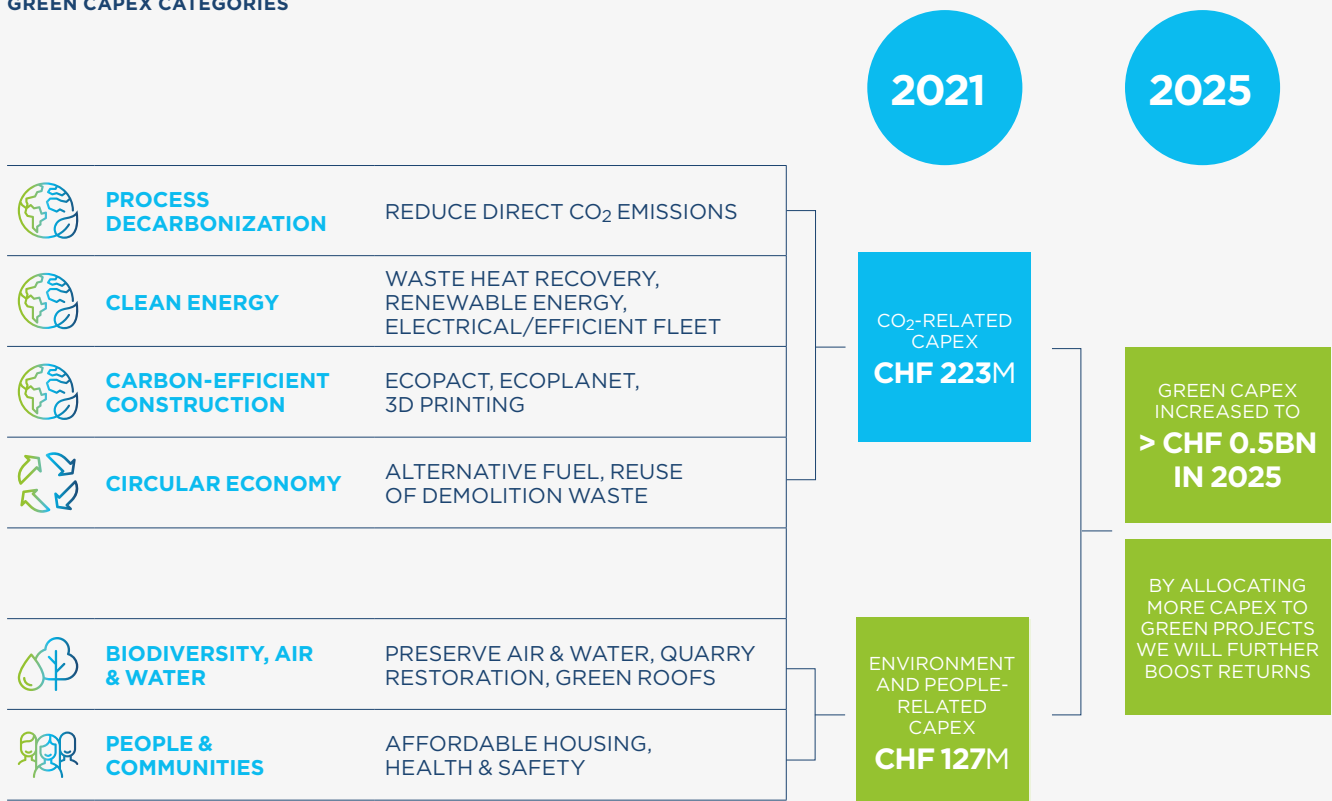 GREEN CAPEX CATEGORIES
2021
2025
PROCESS
DECARBONIZATION
REDUCE DIRECT CO₂ EMISSIONS
CLEAN ENERGY
WASTE HEAT RECOVERY,
RENEWABLE ENERGY,
ELECTRICAL/EFFICIENT FLEET
CARBON-EFFICIENT
CONSTRUCTION
ECOPACT, ECOPLANET,
3D PRINTING
CIRCULAR ECONOMY
ALTERNATIVE FUEL, REUSE
OF DEMOLITION WASTE
BIODIVERSITY, AIR
& WATER
PRESERVE AIR & WATER, QUARRY
RESTORATION, GREEN ROOFS
PEOPLE &
COMMUNITIES
AFFORDABLE HOUSING,
HEALTH & SAFETY
CO₂-RELATED
CAPEX
CHF 223M
ENVIRONMENT
AND PEOPLE-
RELATED
CAPEX
CHF 127M
GREEN CAPEX
INCREASED TO
> CHF 0.5BN
IN 2025
BY ALLOCATING
MORE CAPEX TO
GREEN PROJECTS
WE WILL FURTHER
BOOST RETURNS